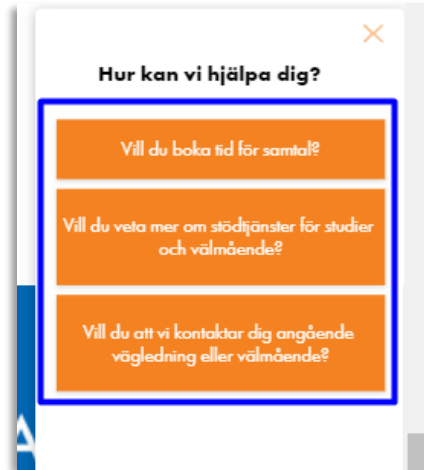 Hur kan vi hjälpa dig?
Vill du boka tid för samtal?
Vill du veta mer om stödtjänster för studier
och välmående?
Vill du att vi kontaktar dig angående
vägledning eller välmående?
A